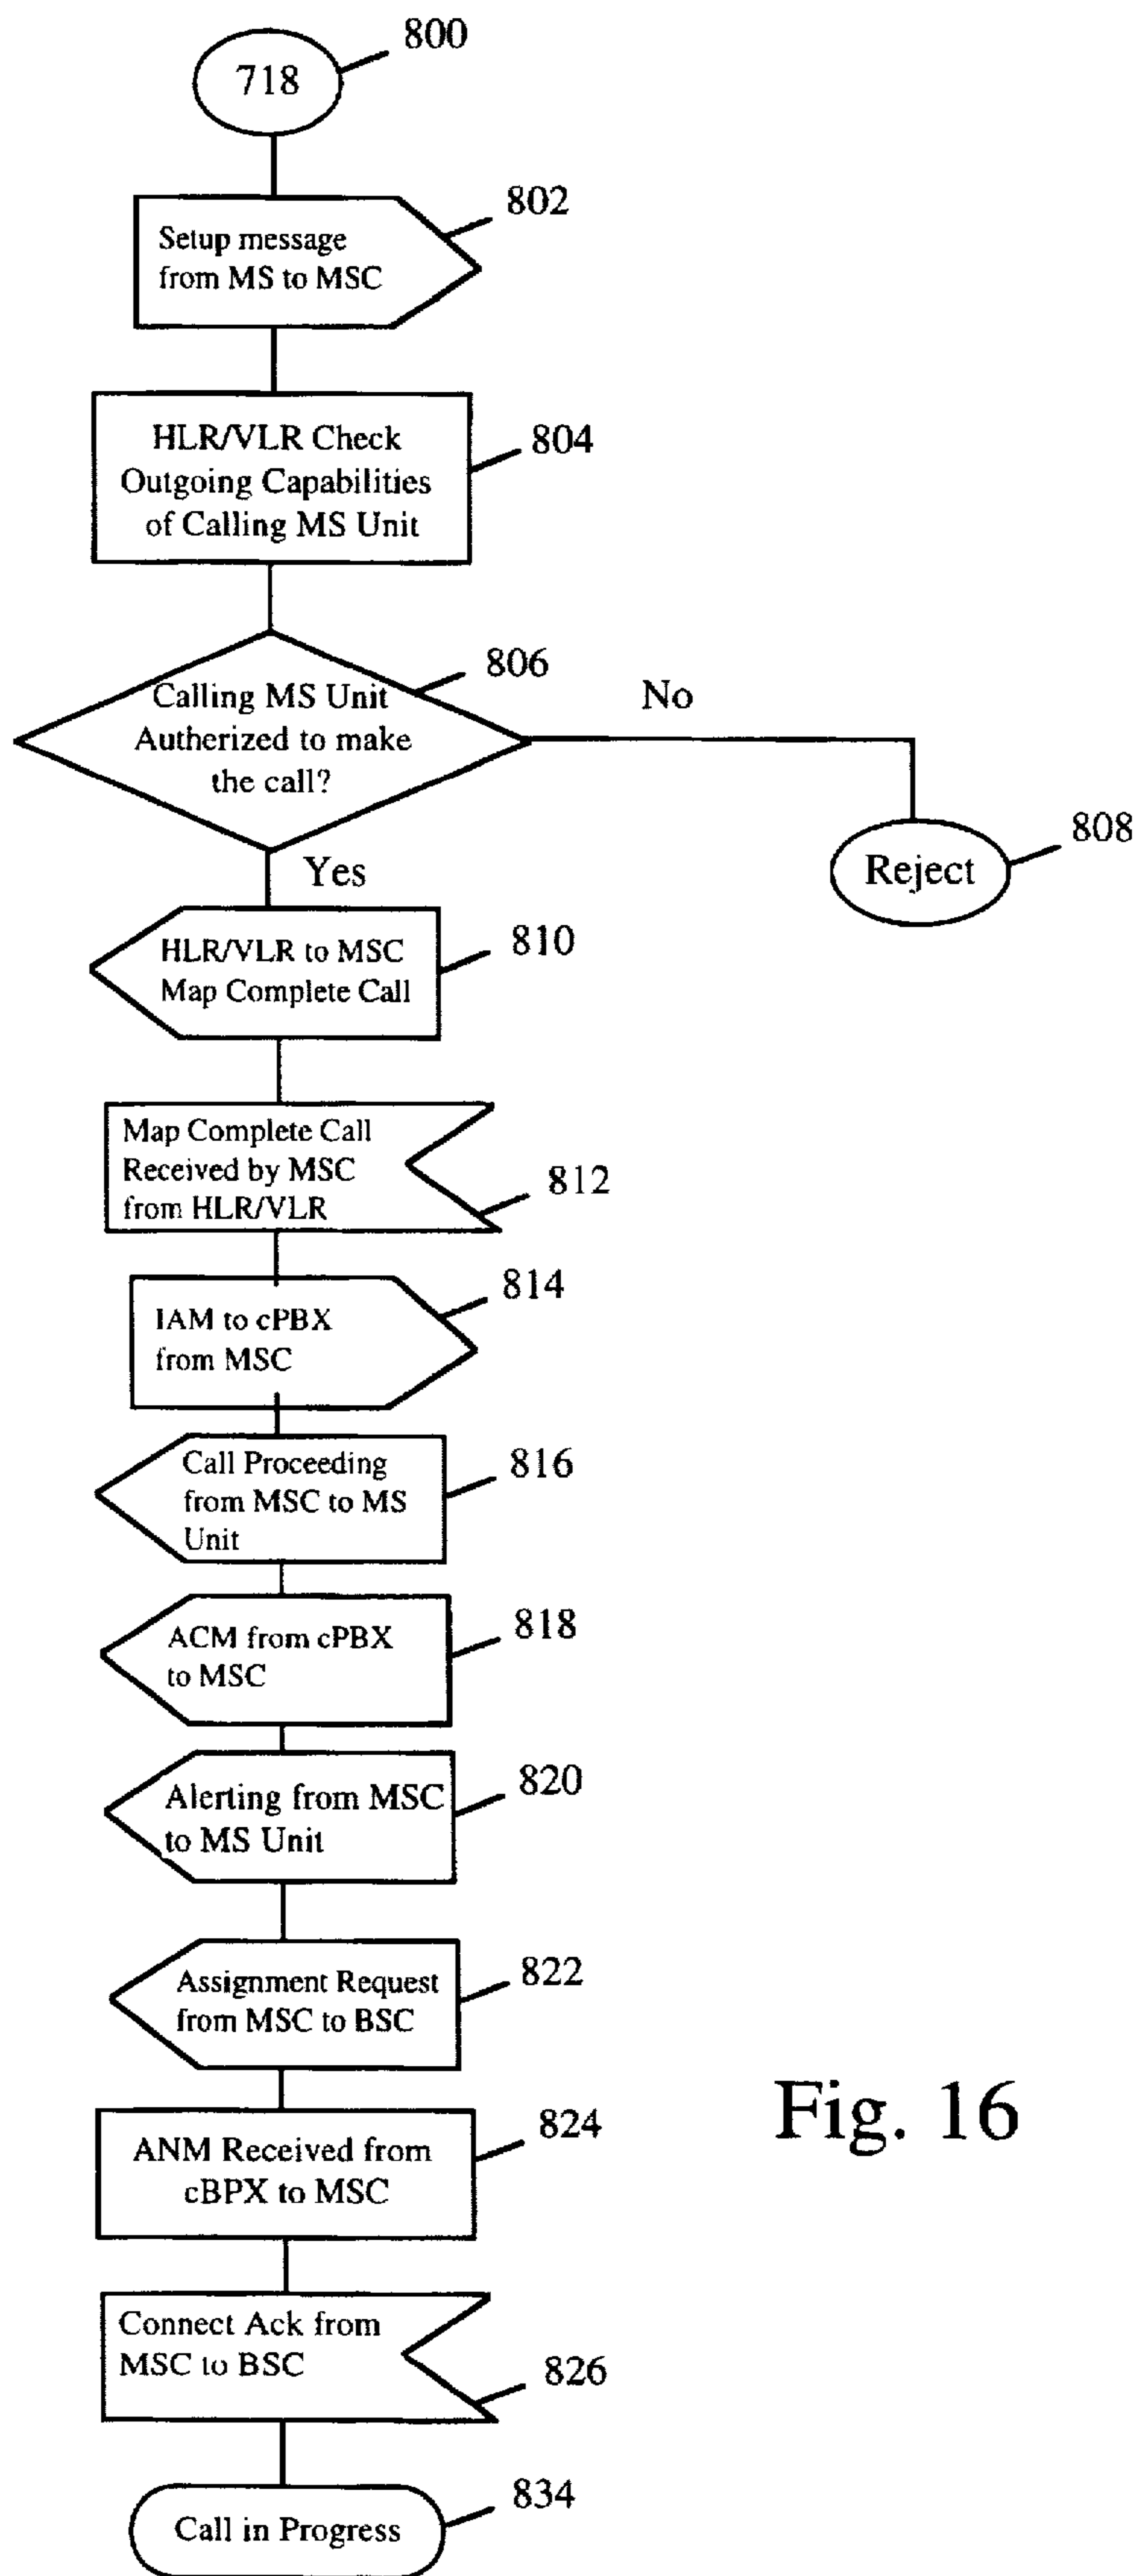 800
718
802
Setup message
from MS to MSC
HLR/VLR Check
Outgoing Capabilities
of Calling MS Unit
804
806
Calling MS Unit
Autherized to make
the call?
No
808
Reject
Yes
HLR/VLR to MSC
Map Complete Call
810
Map Complete Call
Received by MSC
from HLR/VLR
812
814
IAM to cPBX
from MSC
Call Proceeding
from MSC to MS
Unit
816
ACM from cPBX
to MSC
818
Alerting from MSC
to MS Unit
820
Assignment Request
from MSC to BSC
822
ANM Received from
cBPX to MSC
824
Fig. 16
Connect Ack from
MSC to BSC
826
834
Call in Progress